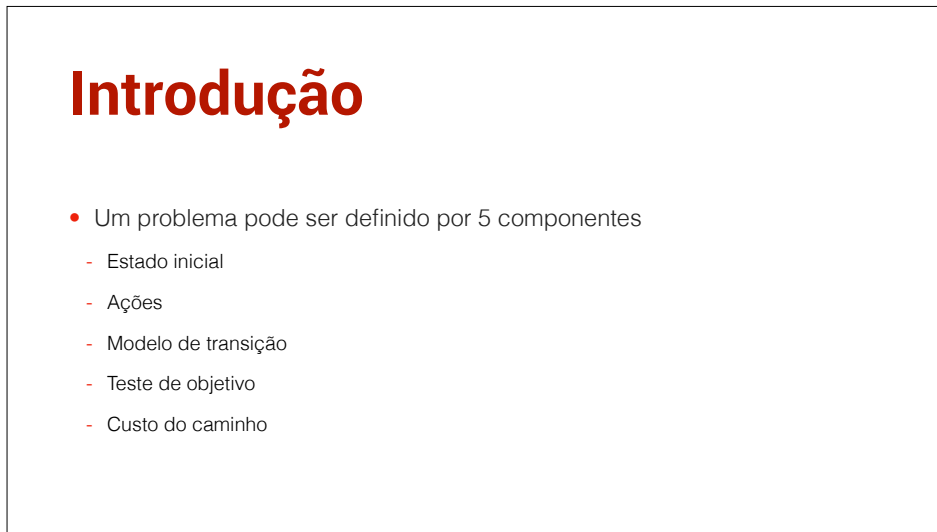 Introdução
• Um problema pode ser definido por 5 componentes
- Estado inicial
- Ações
- Modelo de transição
- Teste de objetivo
- Custo do caminho